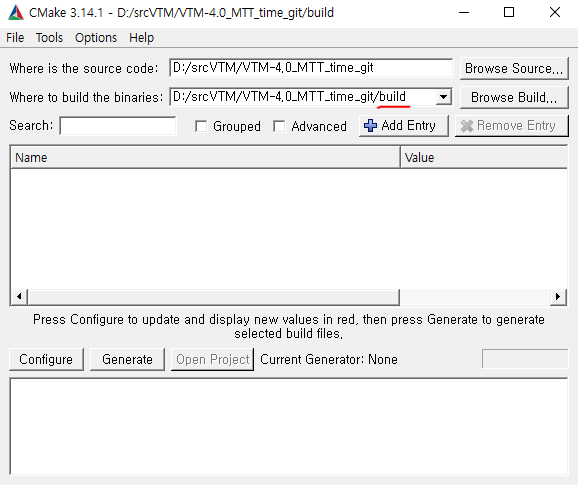 CMake 3.14.1 - D:/srcVTM/VTM-4.0_MTT_time_git/build
File Tools Options Help
Where is the source code: D:/srcVTM/VTM-4.0_MTT_time_git Browse Source...
Where to build the binaries: D:/srcVTM/VTM-4.0_MTT_time_git/build Browse Build...
Search: Grouped Advanced Add Entry Remove Entry
Name Value
Press Configure to update and display new values in red, then press Generate to generate
selected build files.
Configure Generate Open Project Current Generator: None